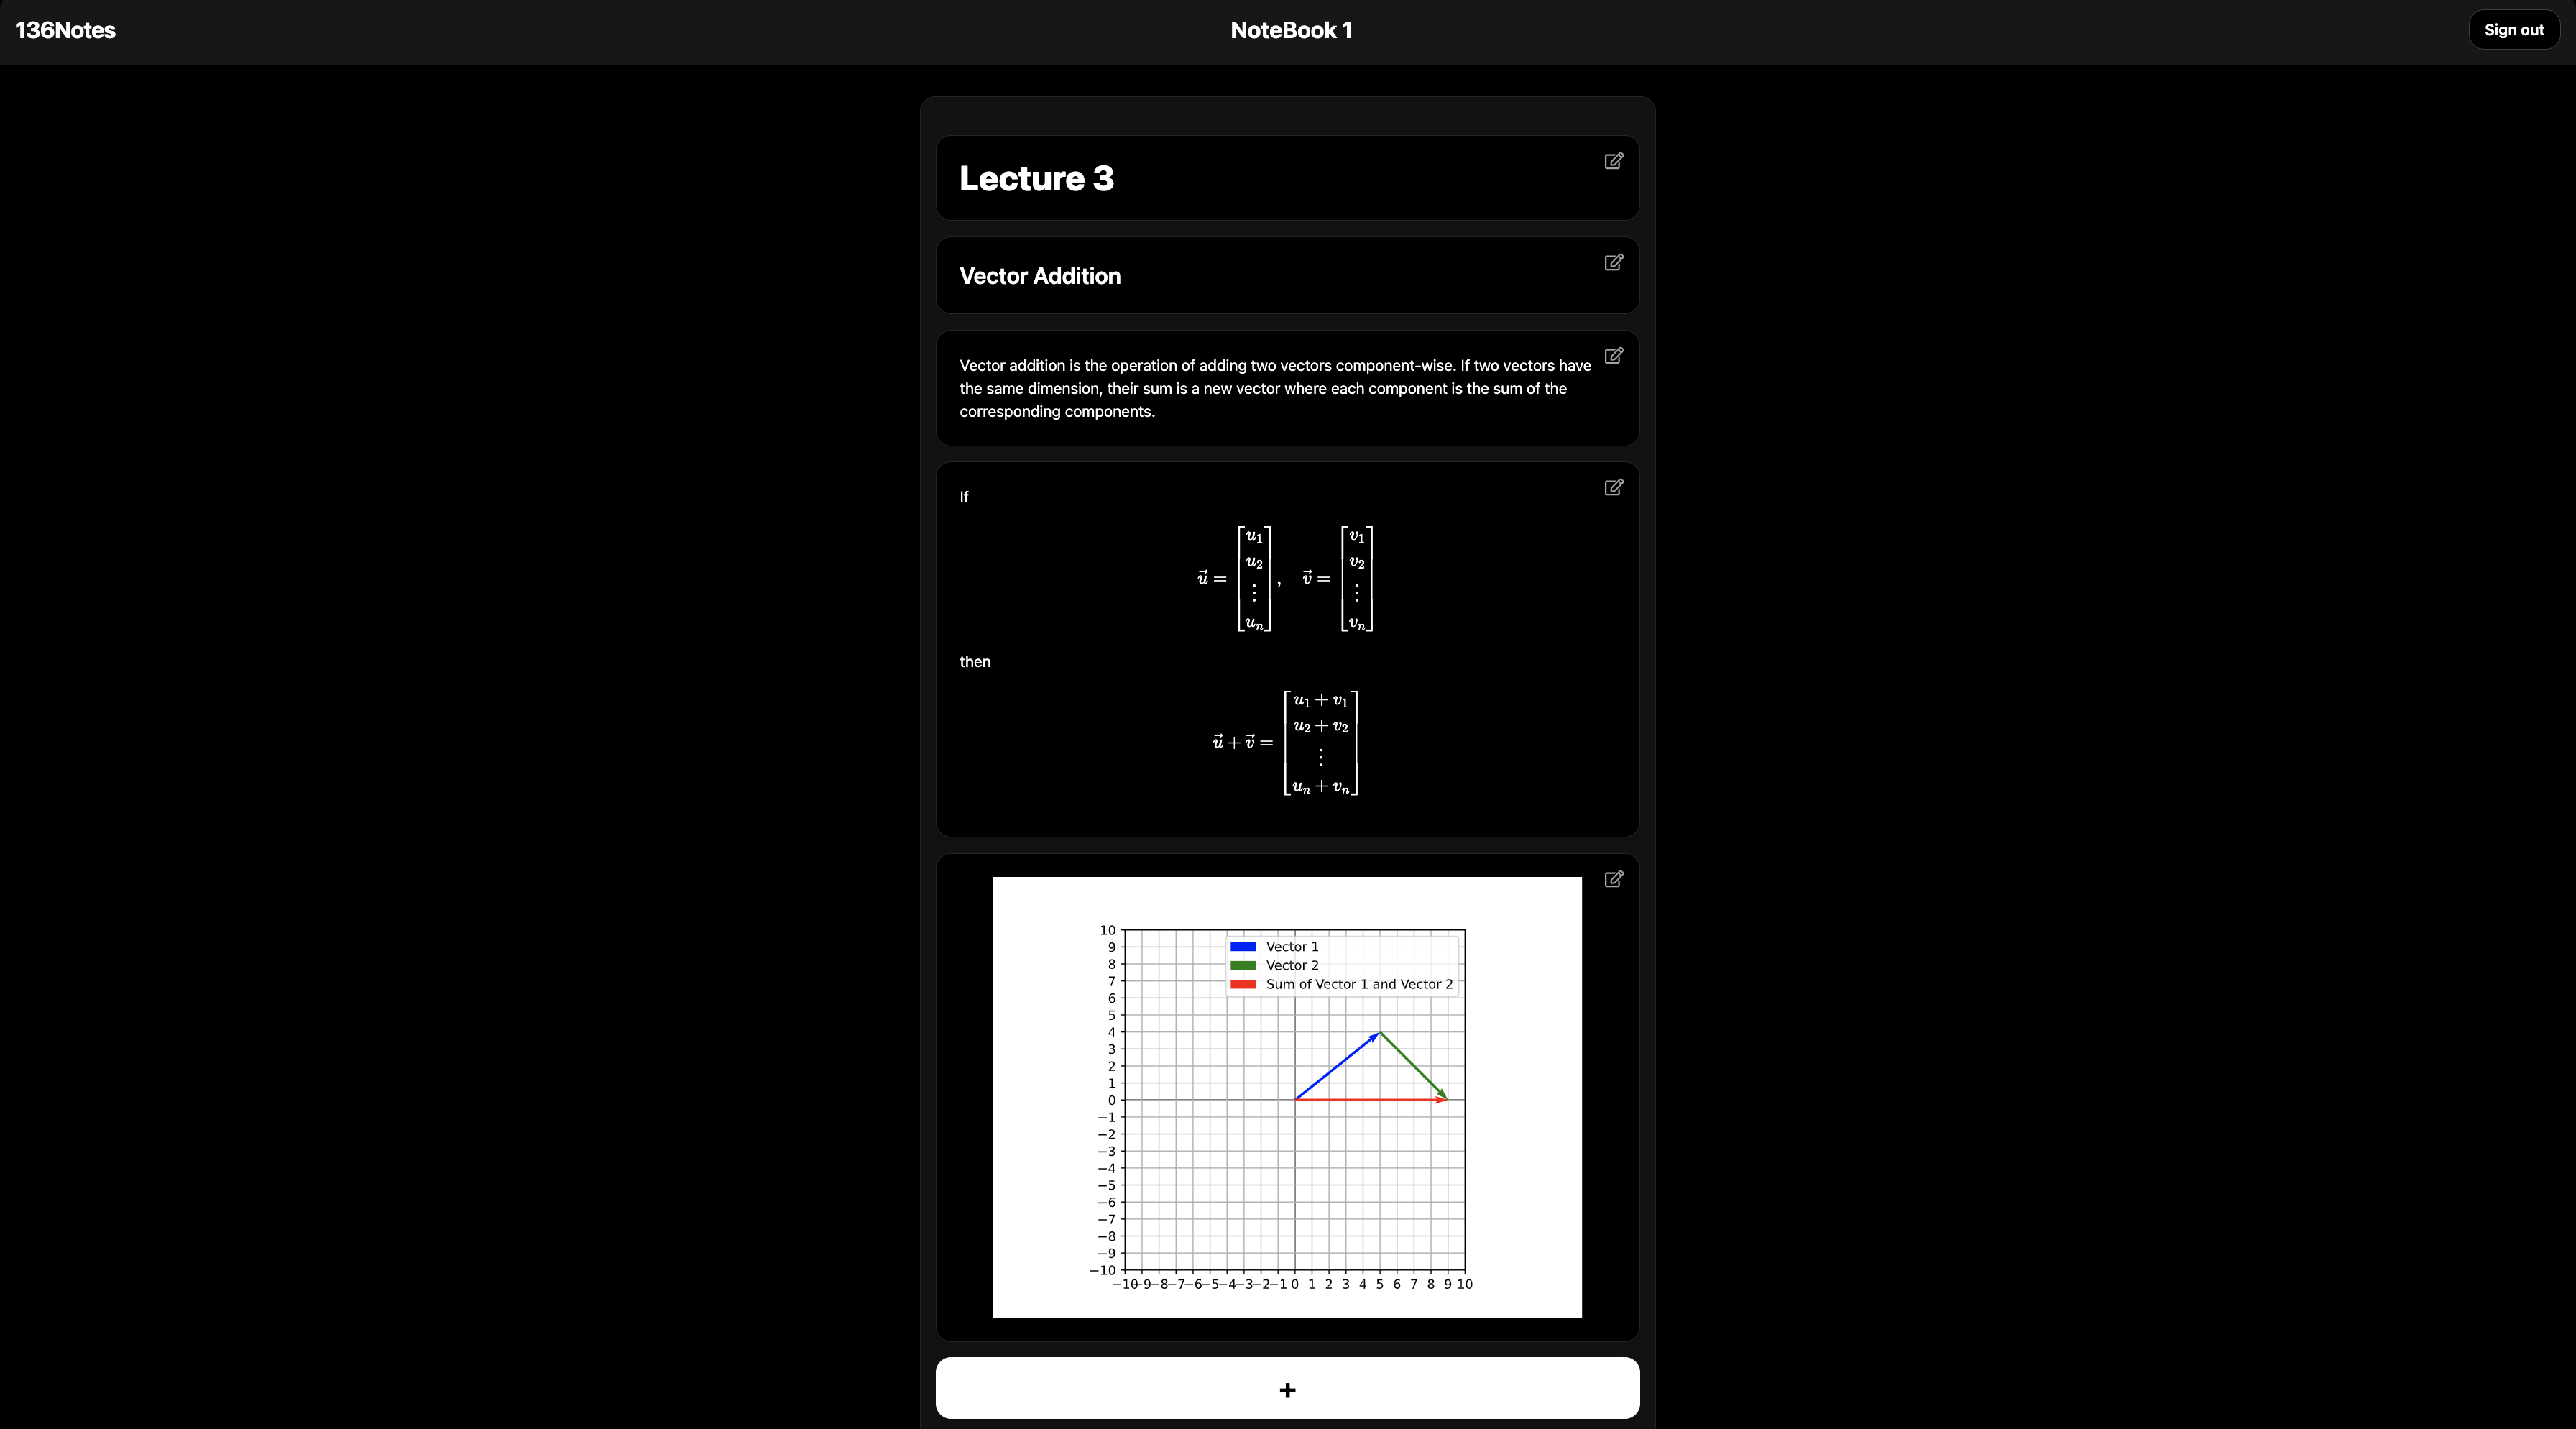 136Notes
NoteBook 1
Sign out
Lecture 3
Vector Addition
Vector addition is the operation of adding two vectors component-wise. If two vectors have
the same dimension, their sum is a new vector where each component is the sum of the
corresponding components.
If
$\vec{u} = \begin{bmatrix} u_1 \\ u_2 \\ \vdots \\ u_n \end{bmatrix}, \quad \vec{v} = \begin{bmatrix} v_1 \\ v_2 \\ \vdots \\ v_n \end{bmatrix}$
then
$\vec{u} + \vec{v} = \begin{bmatrix} u_1 + v_1 \\ u_2 + v_2 \\ \vdots \\ u_n + v_n \end{bmatrix}$
Vector 1
Vector 2
Sum of Vector 1 and Vector 2
10
9
8
7
6
5
4
3
2
1
0
−1
−2
−3
−4
−5
−6
−7
−8
−9
−10
−10 −9 −8 −7 −6 −5 −4 −3 −2 −1 0 1 2 3 4 5 6 7 8 9 10
+